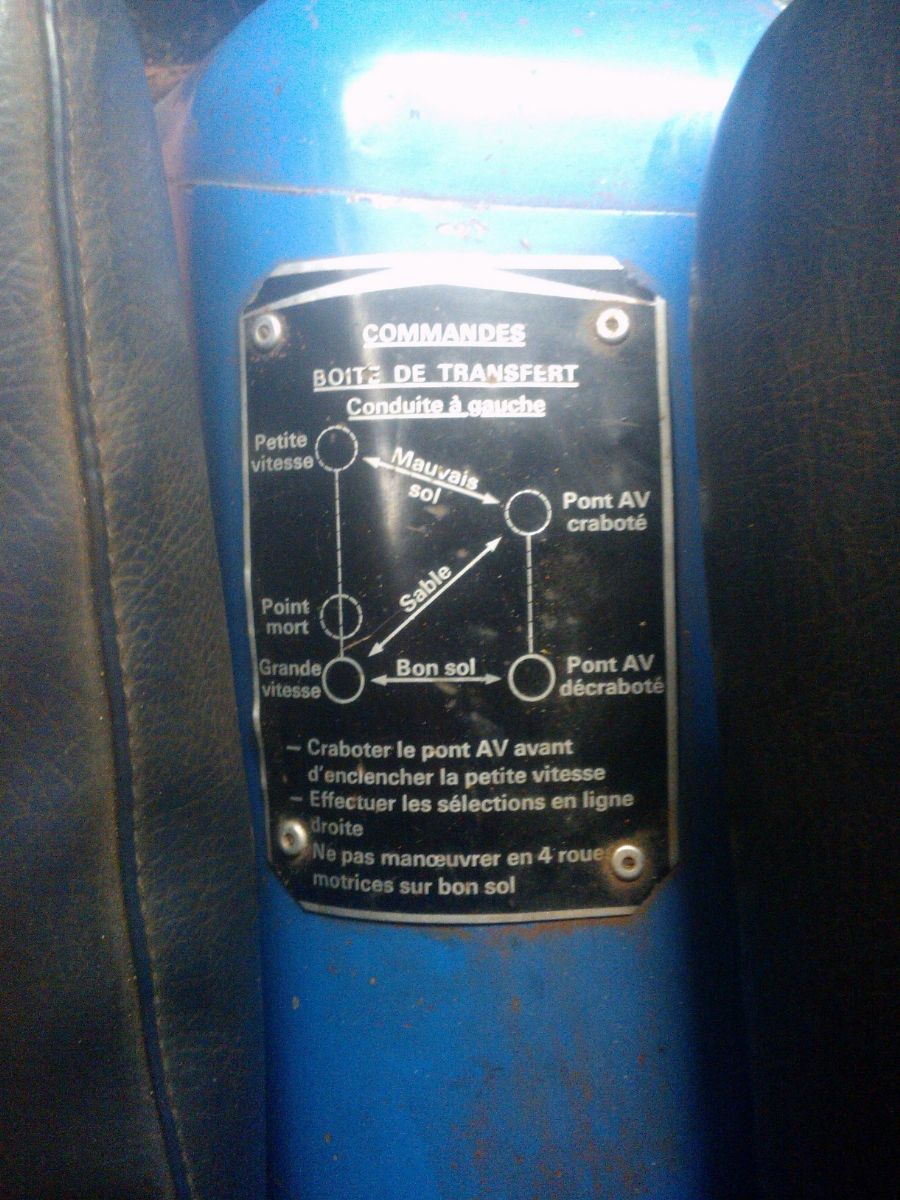 COMMANDES
BOITE DE TRANSFERT
Conduite à gauche
Petite
vitesse
Mauvais
sol
Pont AV
craboté
Sable
Point
mort
Grande
vitesse
Bon sol
Pont AV
décraboté
– Craboter le pont AV avant
d'enclencher la petite vitesse
– Effectuer les sélections en ligne
droite
Ne pas manœuvrer en 4 roue
motrices sur bon sol